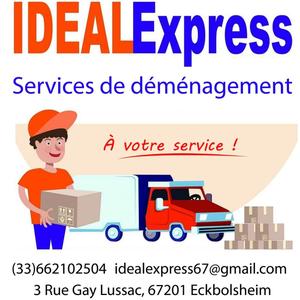 IDEALExpress
Services de déménagement
À votre service !
(33)662102504 idealexpress67@gmail.com
3 Rue Gay Lussac, 67201 Eckbolsheim